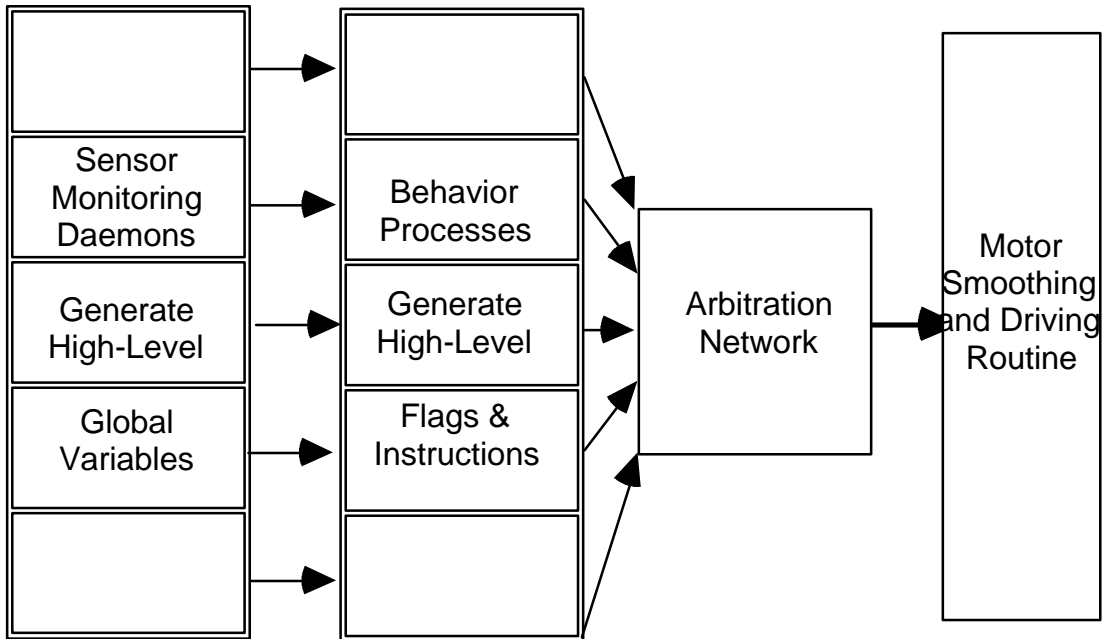 Sensor
Monitoring
Daemons
Generate
High-Level
Global
Variables
Behavior
Processes
Generate
High-Level
Flags &
Instructions
Arbitration
Network
Motor
Smoothing
and Driving
Routine